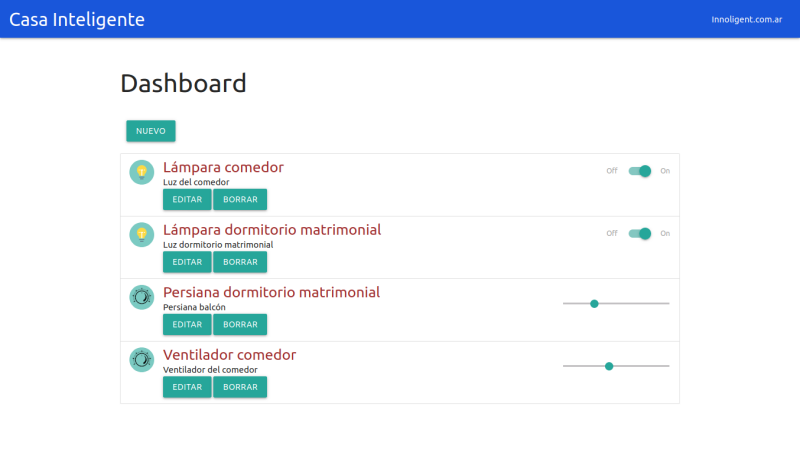 Casa Inteligente
Innoligent.com.ar
Dashboard
NUEVO
Lámpara comedor
Luz del comedor
Off On
EDITAR BORRAR
Lámpara dormitorio matrimonial
Luz dormitorio matrimonial
Off On
EDITAR BORRAR
Persiana dormitorio matrimonial
Persiana balcón
EDITAR BORRAR
Ventilador comedor
Ventilador del comedor
EDITAR BORRAR